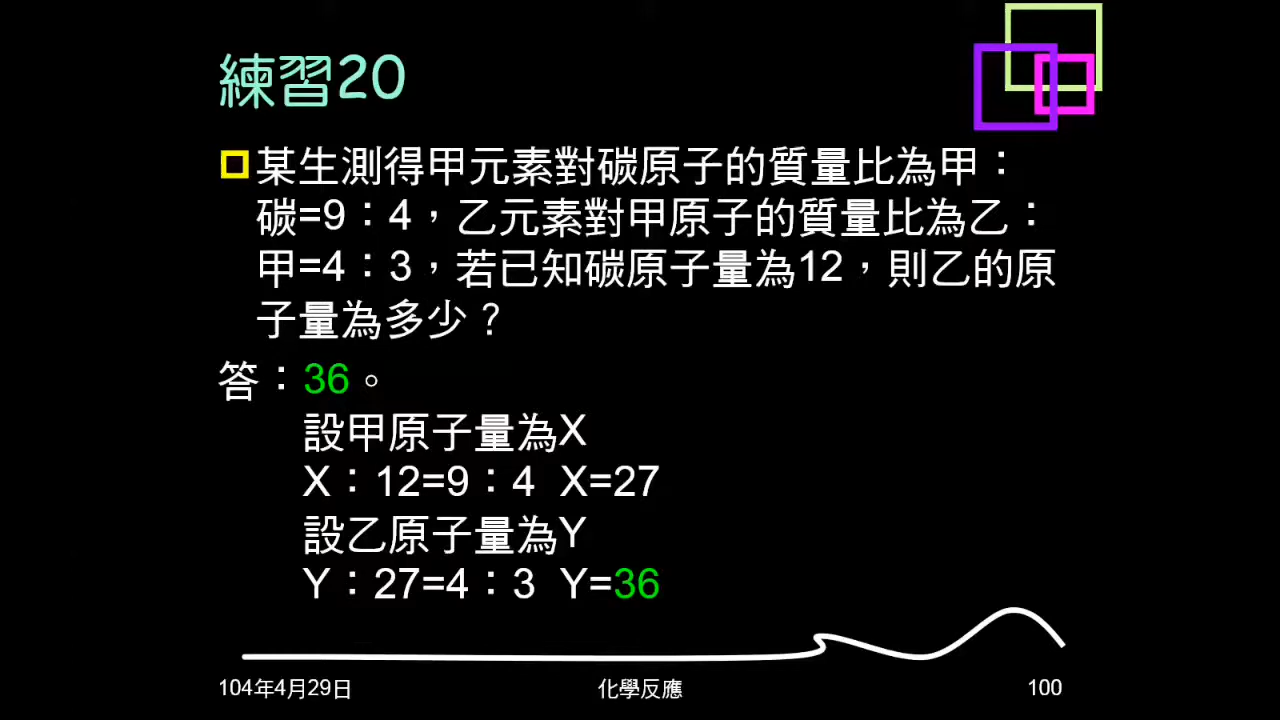 練習20
某生測得甲元素對碳原子的質量比為甲：
碳=9：4，乙元素對甲原子的質量比為乙：
甲=4：3，若已知碳原子量為12，則乙的原
子量為多少？
答：36。
設甲原子量為X
X：12=9：4 X=27
設乙原子量為Y
Y：27=4：3 Y=36
104年4月29日
化學反應
100